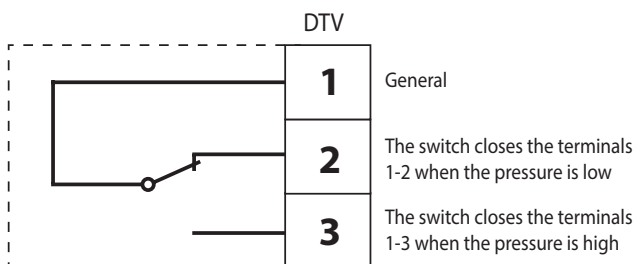 DTV
1
General
2
The switch closes the terminals
1-2 when the pressure is low
3
The switch closes the terminals
1-3 when the pressure is high